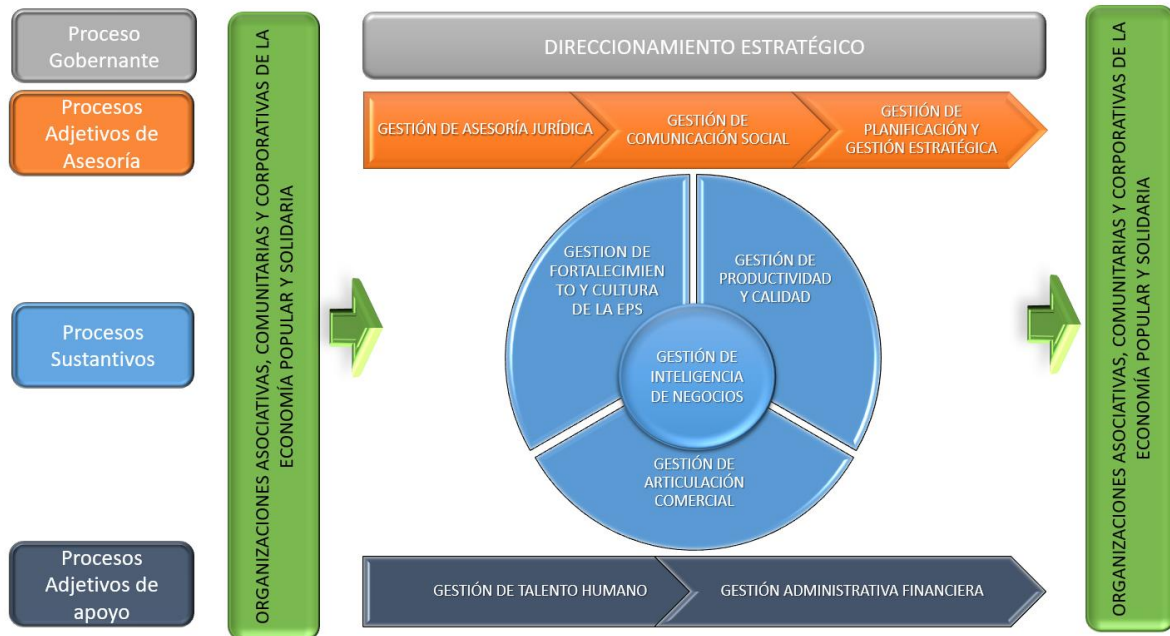 Proceso
Gobernante
DIRECCIONAMIENTO ESTRATÉGICO
Procesos
Adjetivos de
Asesoría
GESTIÓN DE ASESORÍA JURÍDICA
GESTIÓN DE
COMUNICACIÓN SOCIAL
GESTIÓN DE
PLANIFICACIÓN Y
GESTIÓN ESTRATÉGICA
ORGANIZACIONES ASOCIATIVAS, COMUNITARIAS Y CORPORATIVAS DE LA
ECONOMÍA POPULAR Y SOLIDARIA
Procesos
Sustantivos
GESTION DE
FORTALECIMIEN
TO Y CULTURA
DE LA EPS
GESTIÓN DE
PRODUCTIVIDAD
Y CALIDAD
GESTIÓN DE
INTELIGENCIA
DE NEGOCIOS
GESTIÓN DE
ARTICULACIÓN
COMERCIAL
ORGANIZACIONES ASOCIATIVAS, COMUNITARIAS Y CORPORATIVAS DE LA
ECONOMÍA POPULAR Y SOLIDARIA
Procesos
Adjetivos de
apoyo
GESTIÓN DE TALENTO HUMANO
GESTIÓN ADMINISTRATIVA FINANCIERA